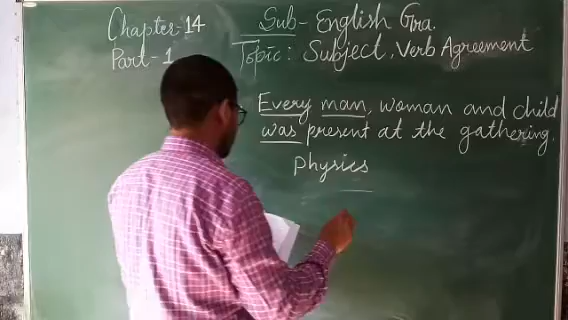 Chapter:14
Part-1
Sub- English Gra.
Topic: Subject, Verb Agreement
Every man, woman and child
was present at the gathering.
Physics